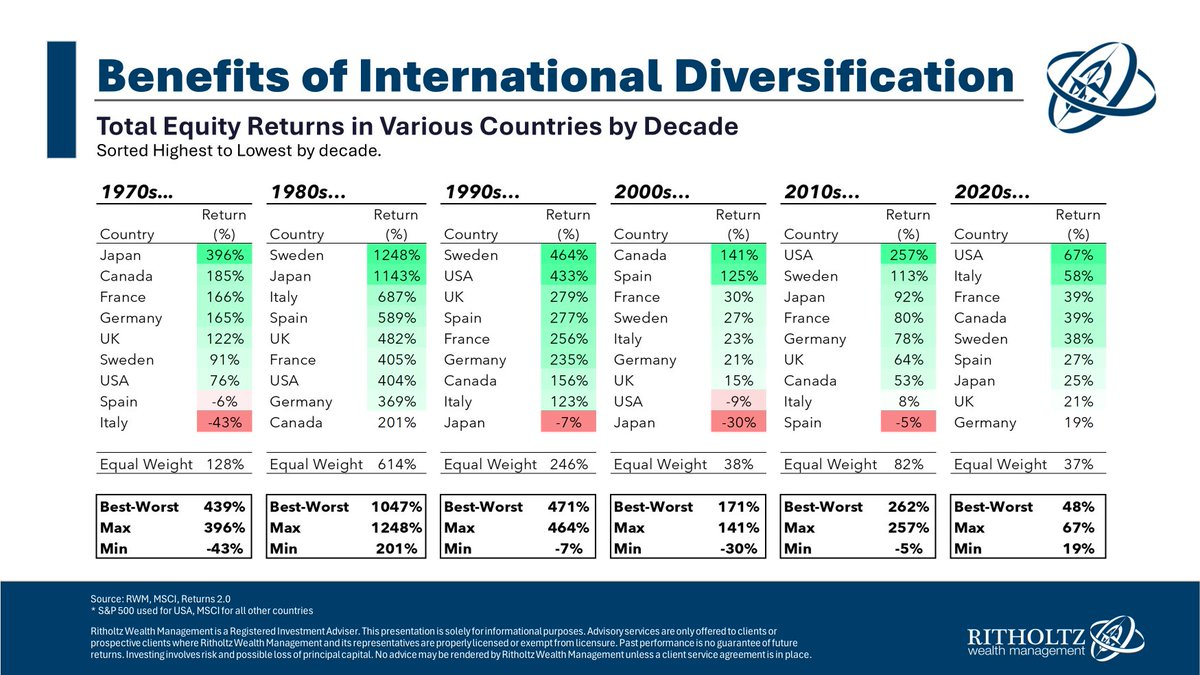 Benefits of International Diversification
Total Equity Returns in Various Countries by Decade
Sorted Highest to Lowest by decade.
1970s... 1980s... 1990s... 2000s... 2010s... 2020s...
Return Return Return Return Return Return
Country (%) Country (%) Country (%) Country (%) Country (%) Country (%)
Japan 396% Sweden 1248% Sweden 464% Canada 141% USA 257% USA 67%
Canada 185% Japan 1143% USA 433% Spain 125% Sweden 113% Italy 58%
France 166% Italy 687% UK 279% France 30% Japan 92% France 39%
Germany 165% Spain 589% Spain 277% Sweden 27% France 80% Canada 39%
UK 122% UK 482% France 256% Italy 23% Germany 78% Sweden 38%
Sweden 91% France 405% Germany 235% Germany 21% UK 64% Spain 27%
USA 76% USA 404% Canada 156% UK 15% Canada 53% Japan 25%
Spain -6% Germany 369% Italy 123% USA -9% Italy 8% UK 21%
Italy -43% Canada 201% Japan -7% Japan -30% Spain -5% Germany 19%
Equal Weight 128% Equal Weight 614% Equal Weight 246% Equal Weight 38% Equal Weight 82% Equal Weight 37%
Best-Worst 439% Best-Worst 1047% Best-Worst 471% Best-Worst 171% Best-Worst 262% Best-Worst 48%
Max 396% Max 1248% Max 464% Max 141% Max 257% Max 67%
Min -43% Min 201% Min -7% Min -30% Min -5% Min 19%
Source: RWM, MSCI, Returns 2.0
* S&P 500 used for USA, MSCI for all other countries
Ritholtz Wealth Management is a Registered Investment Adviser. This presentation is solely for informational purposes. Advisory services are only offered to clients or
prospective clients where Ritholtz Wealth Management and its representatives are properly licensed or exempt from licensure. Past performance is no guarantee of future
returns. Investing involves risk and possible loss of principal capital. No advice may be rendered by Ritholtz Wealth Management unless a client service agreement is in place.
RITHOLTZ
wealth management